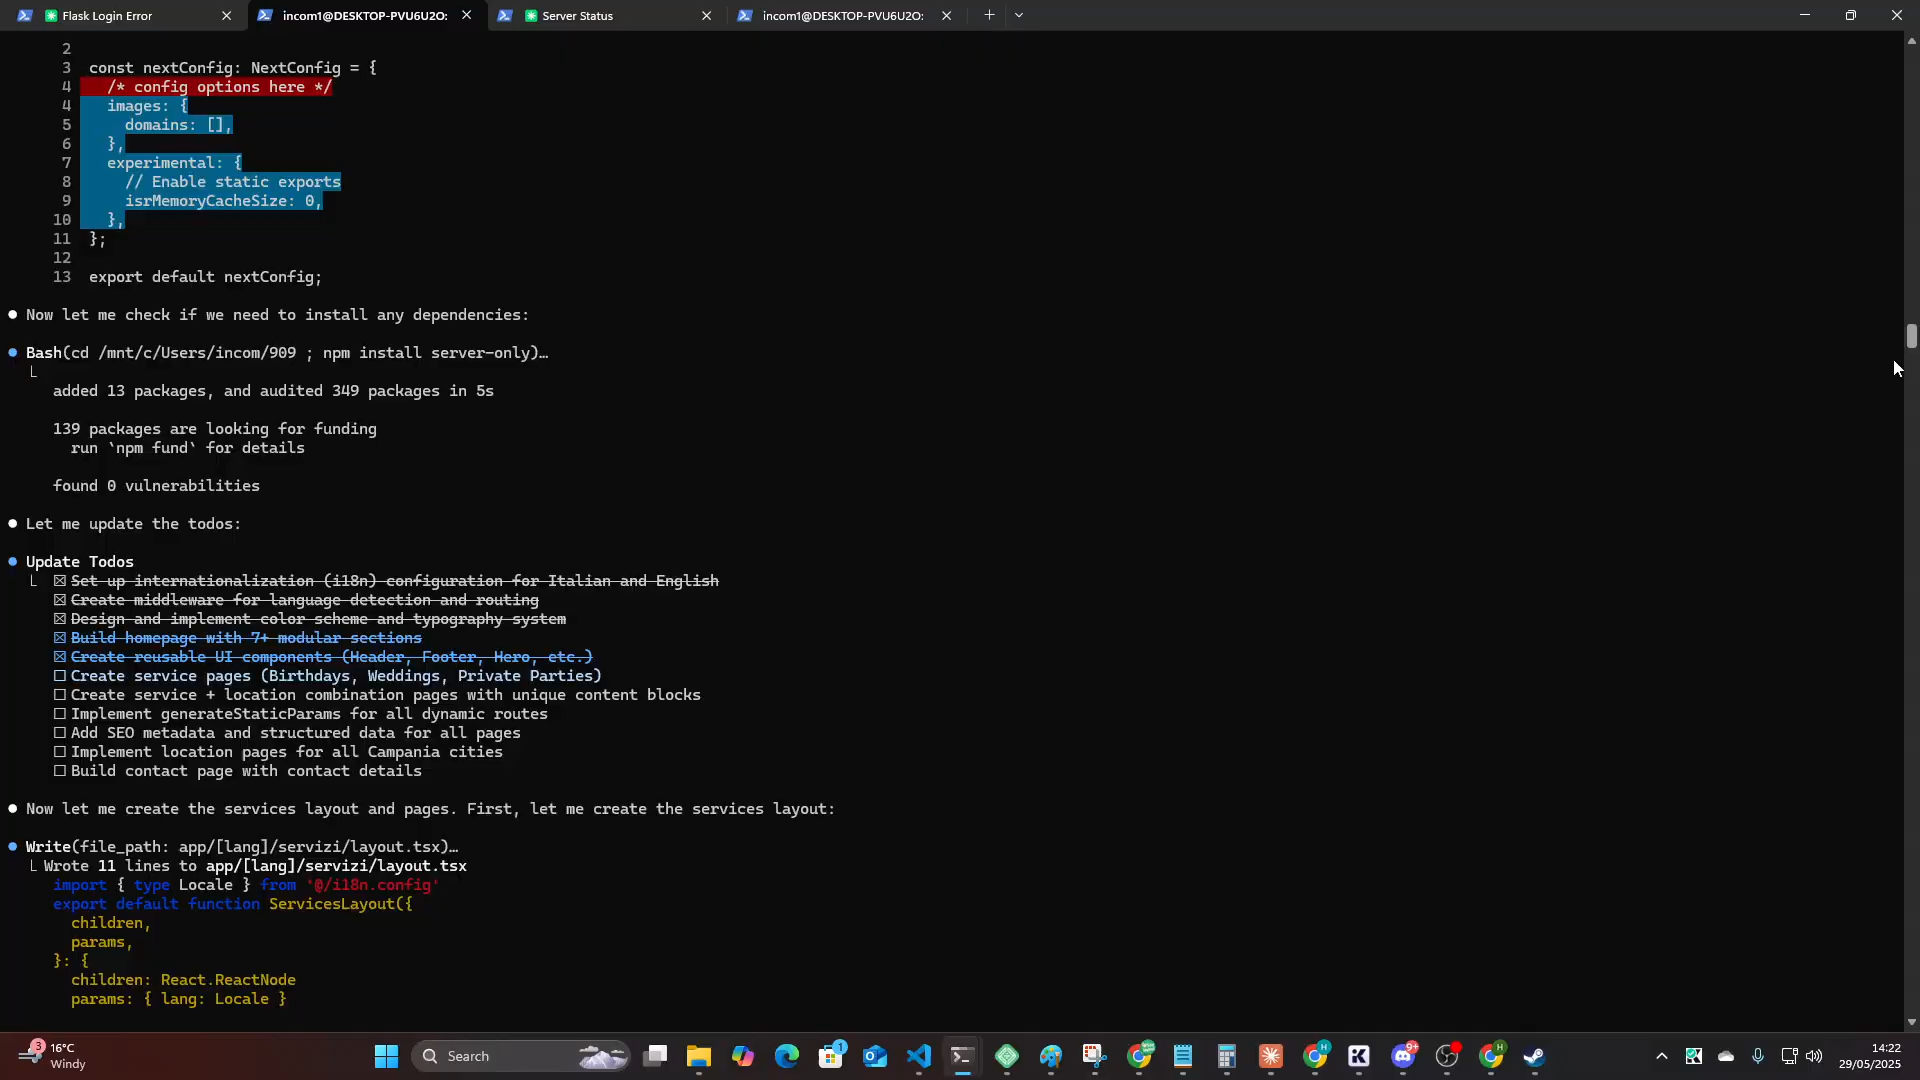 Flask Login Error
incom1@DESKTOP-PVU6U2O:
Server Status
incom1@DESKTOP-PVU6U2O:
2
3 const nextConfig: NextConfig = {
4 /* config options here */
4 images: {
5 domains: [],
6 },
7 experimental: {
8 // Enable static exports
9 isrMemoryCacheSize: 0,
10 },
11 };
12
13 export default nextConfig;
● Now let me check if we need to install any dependencies:
● Bash(cd /mnt/c/Users/incom/909 ; npm install server-only)…
└
added 13 packages, and audited 349 packages in 5s
139 packages are looking for funding
run `npm fund` for details
found 0 vulnerabilities
● Let me update the todos:
● Update Todos
└ ☒ Set up internationalization (i18n) configuration for Italian and English
☒ Create middleware for language detection and routing
☒ Design and implement color scheme and typography system
☒ Build homepage with 7+ modular sections
☒ Create reusable UI components (Header, Footer, Hero, etc.)
☐ Create service pages (Birthdays, Weddings, Private Parties)
☐ Create service + location combination pages with unique content blocks
☐ Implement generateStaticParams for all dynamic routes
☐ Add SEO metadata and structured data for all pages
☐ Implement location pages for all Campania cities
☐ Build contact page with contact details
● Now let me create the services layout and pages. First, let me create the services layout:
● Write(file_path: app/[lang]/servizi/layout.tsx)…
└ Wrote 11 lines to app/[lang]/servizi/layout.tsx
import { type Locale } from '@/i18n.config'
export default function ServicesLayout({
children,
params,
}: {
children: React.ReactNode
params: { lang: Locale }
3
16°C
Windy
Search
1
H
9+
H
14:22
29/05/2025